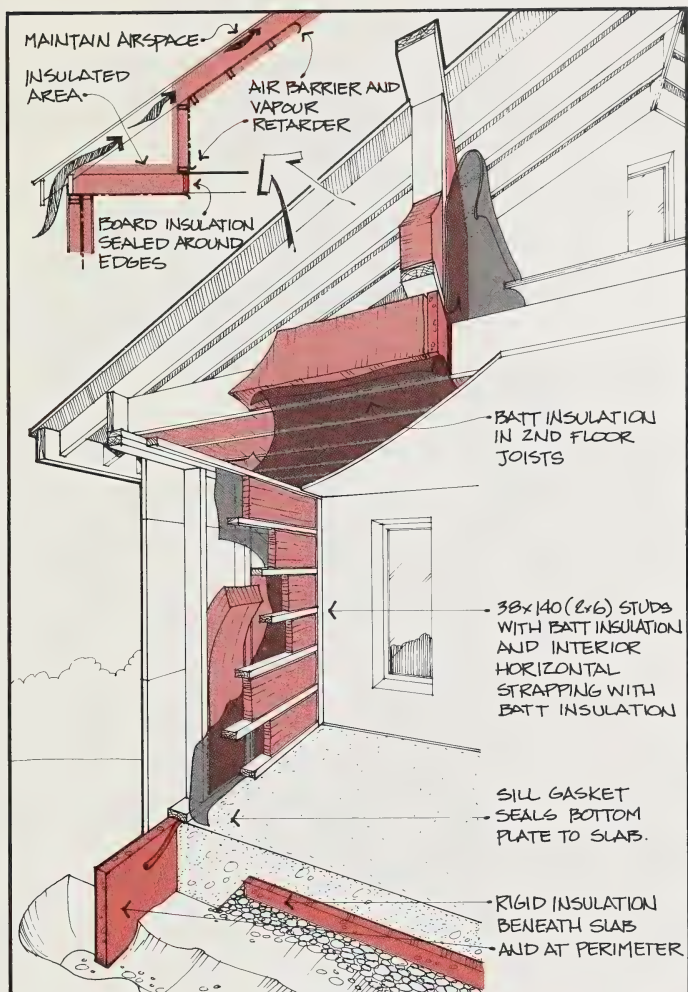 MAINTAIN AIRSPACE
INSULATED
AREA
AIR BARRIER AND
VAPOUR
RETARDER
BOARD INSULATION
SEALED AROUND
EDGES
BATT INSULATION
IN 2ND FLOOR
JOISTS
38x140 (2x6) STUDS
WITH BATT INSULATION
AND INTERIOR
HORIZONTAL
STRAPPING WITH
BATT INSULATION
SILL GASKET
SEALS BOTTOM
PLATE TO SLAB.
RIGID INSULATION
BENEATH SLAB
AND AT PERIMETER